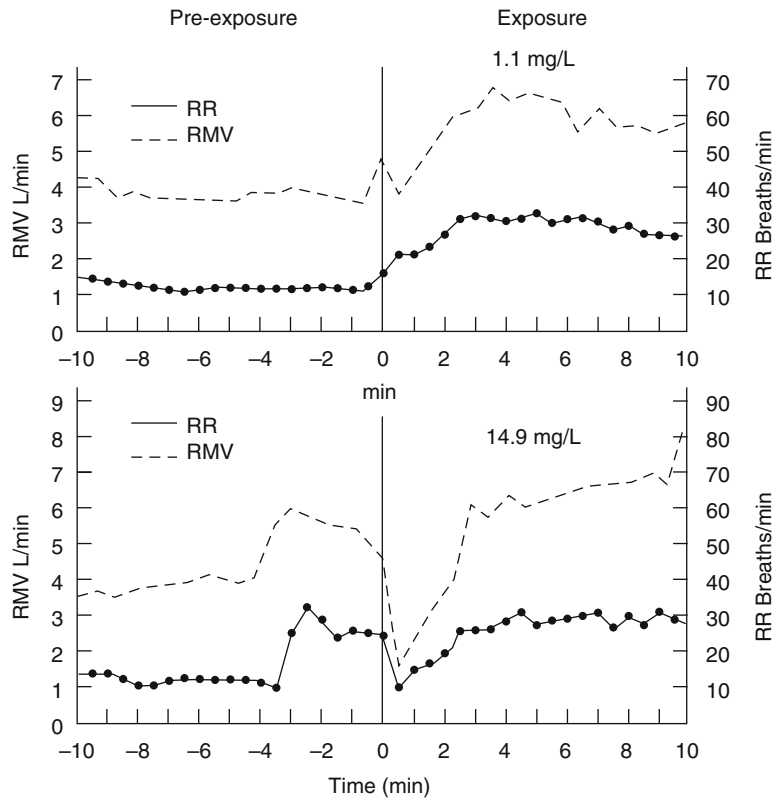 Pre-exposure Exposure
1.1 mg/L
RR
RMV
RMV L/min
7
6
5
4
3
2
1
0
70
60
50
40
30
20
10
RR Breaths/min
–10 –8 –6 –4 –2 0 2 4 6 8 10
min
14.9 mg/L
RR
RMV
RMV L/min
9
8
7
6
5
4
3
2
1
0
90
80
70
60
50
40
30
20
10
RR Breaths/min
–10 –8 –6 –4 –2 0 2 4 6 8 10
Time (min)